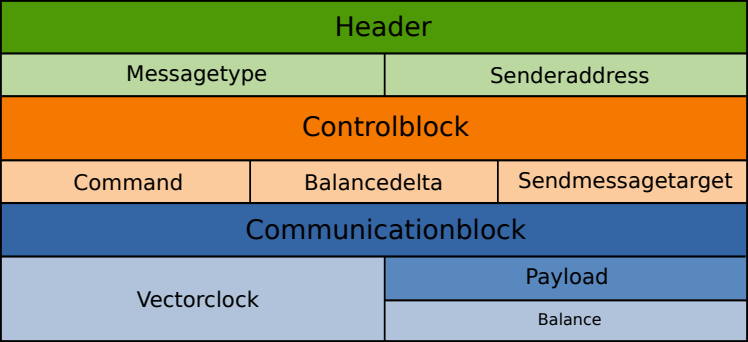 Header
Messagetype
Senderaddress
Controlblock
Command
Balancedelta
Sendmessagetarget
Communicationblock
Vectorclock
Payload
Balance